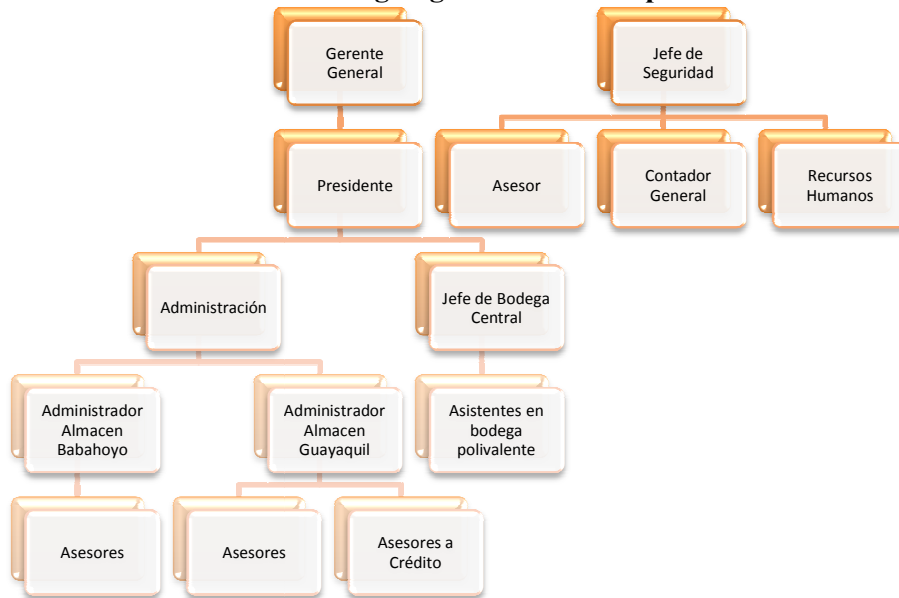 Gerente
General
Jefe de
Seguridad
Presidente
Asesor
Contador
General
Recursos
Humanos
Administración
Jefe de Bodega
Central
Administrador
Almacen
Babahoyo
Administrador
Almacen
Guayaquil
Asistentes en
bodega
polivalente
Asesores
Asesores
Asesores a
Crédito